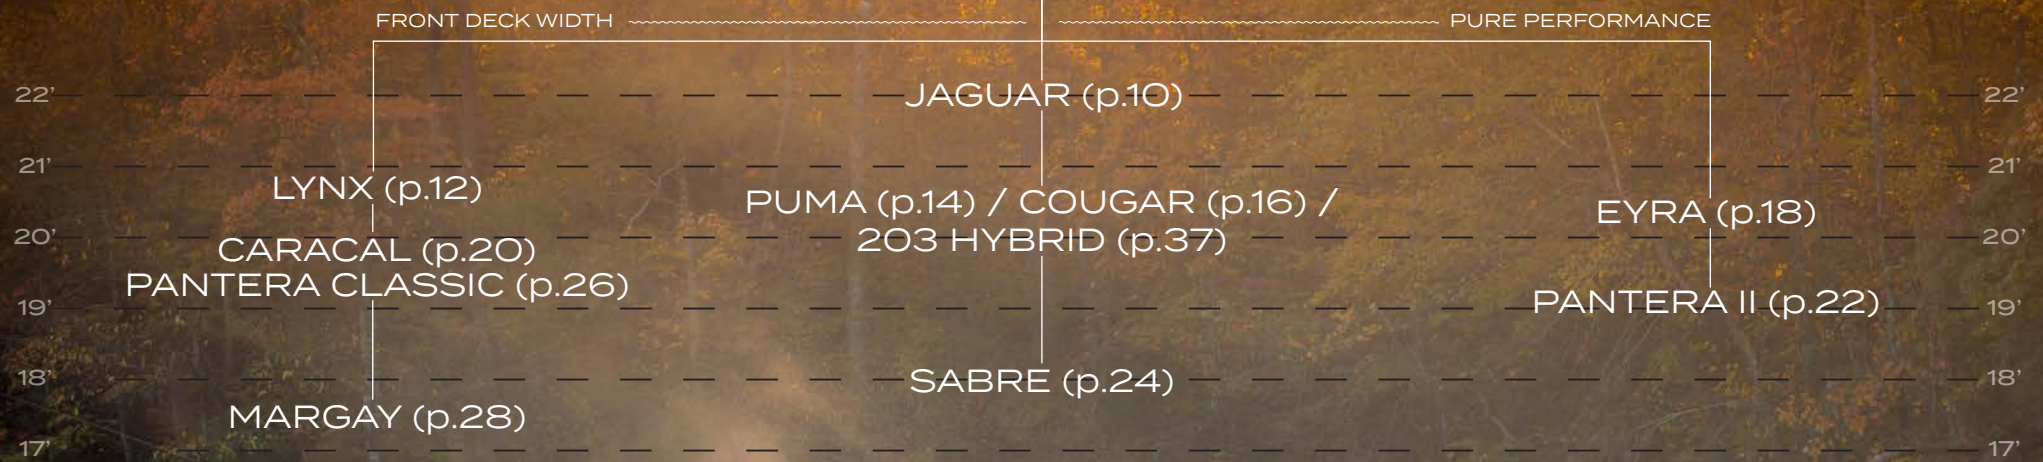 FRONT DECK WIDTH
PURE PERFORMANCE
22’
JAGUAR (p.10)
22’
21’
21’
LYNX (p.12)
PUMA (p.14) / COUGAR (p.16) /
EYRA (p.18)
20’
203 HYBRID (p.37)
20’
CARACAL (p.20)
PANTERA CLASSIC (p.26)
PANTERA II (p.22)
19’
19’
18’
SABRE (p.24)
18’
MARGAY (p.28)
17’
17’